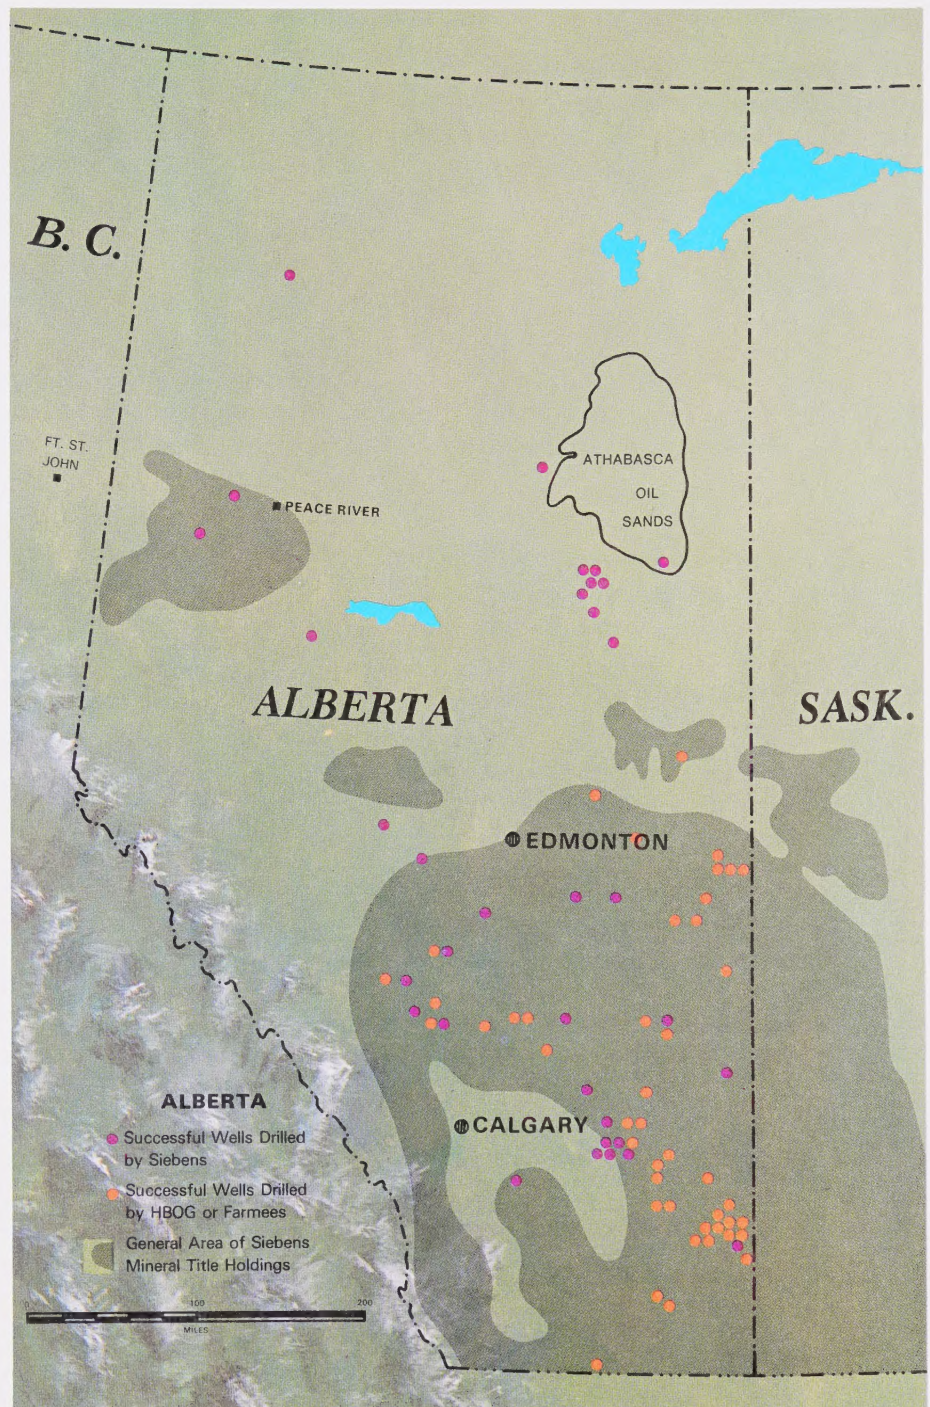 B. C.
FT. ST.
JOHN
PEACE RIVER
ATHABASCA
OIL
SANDS
ALBERTA
SASK.
EDMONTON
CALGARY
ALBERTA
Successful Wells Drilled
by Siebens
Successful Wells Drilled
by HBOG or Farmees
General Area of Siebens
Mineral Title Holdings
0 100 200
MILES